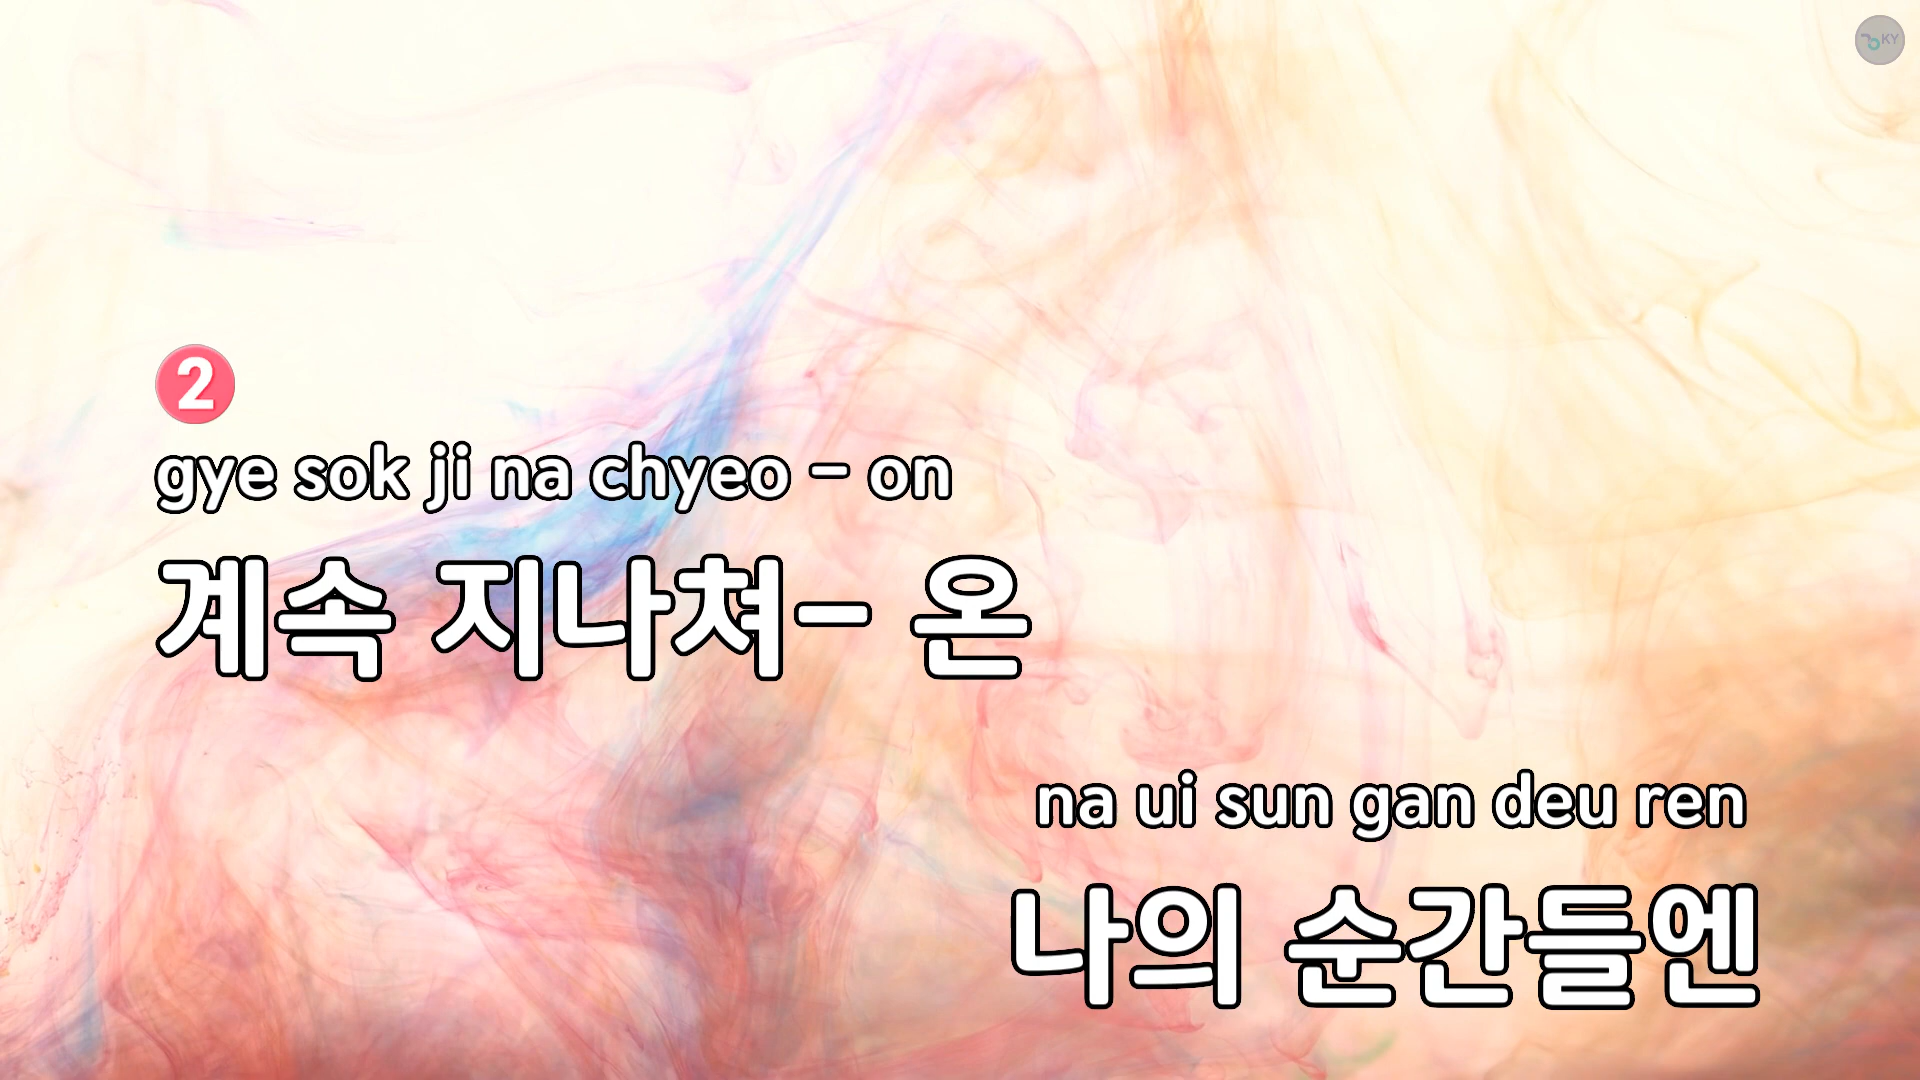 KY
2
gye sok ji na chyeo - on
계속 지나쳐- 온
na ui sun gan deu ren
나의 순간들엔